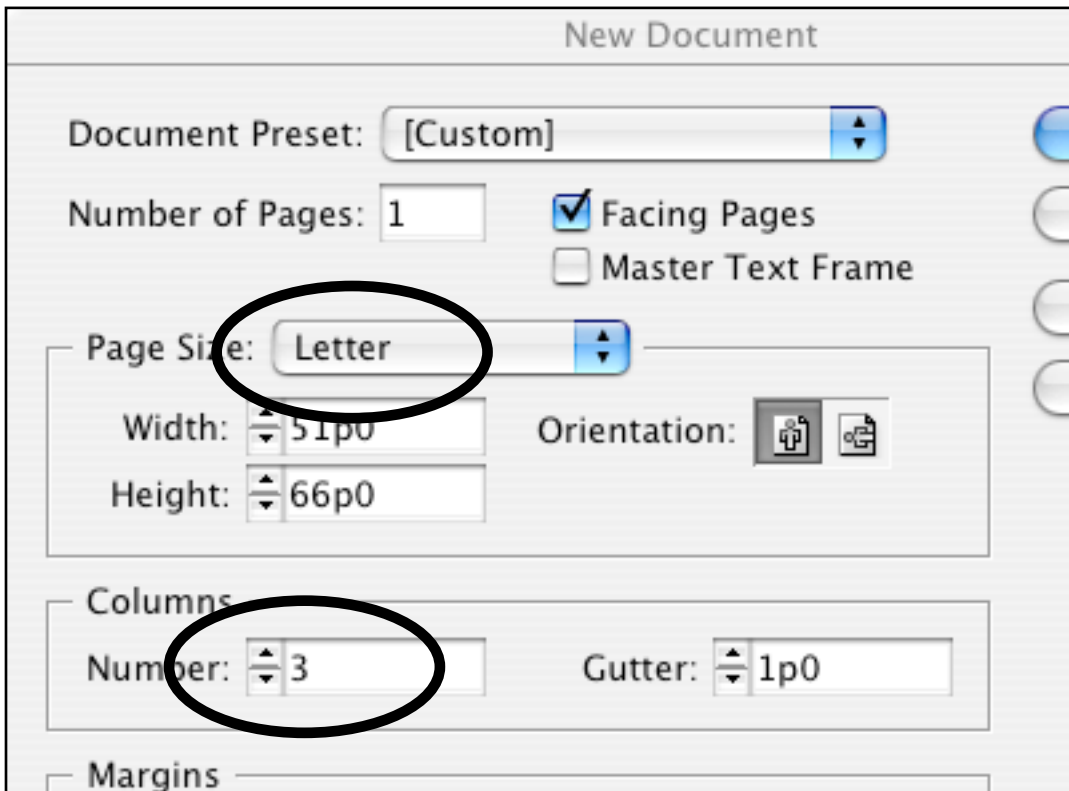 New Document
Document Preset: [Custom]
Number of Pages: 1 Facing Pages
Master Text Frame
Page Size: Letter
Width: 51p0 Orientation:
Height: 66p0
Columns
Number: 3 Gutter: 1p0
Margins